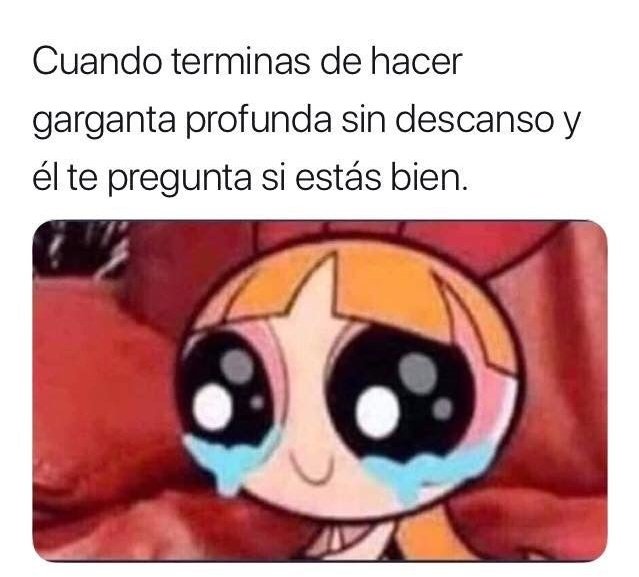 Cuando terminas de hacer
garganta profunda sin descanso y
él te pregunta si estás bien.